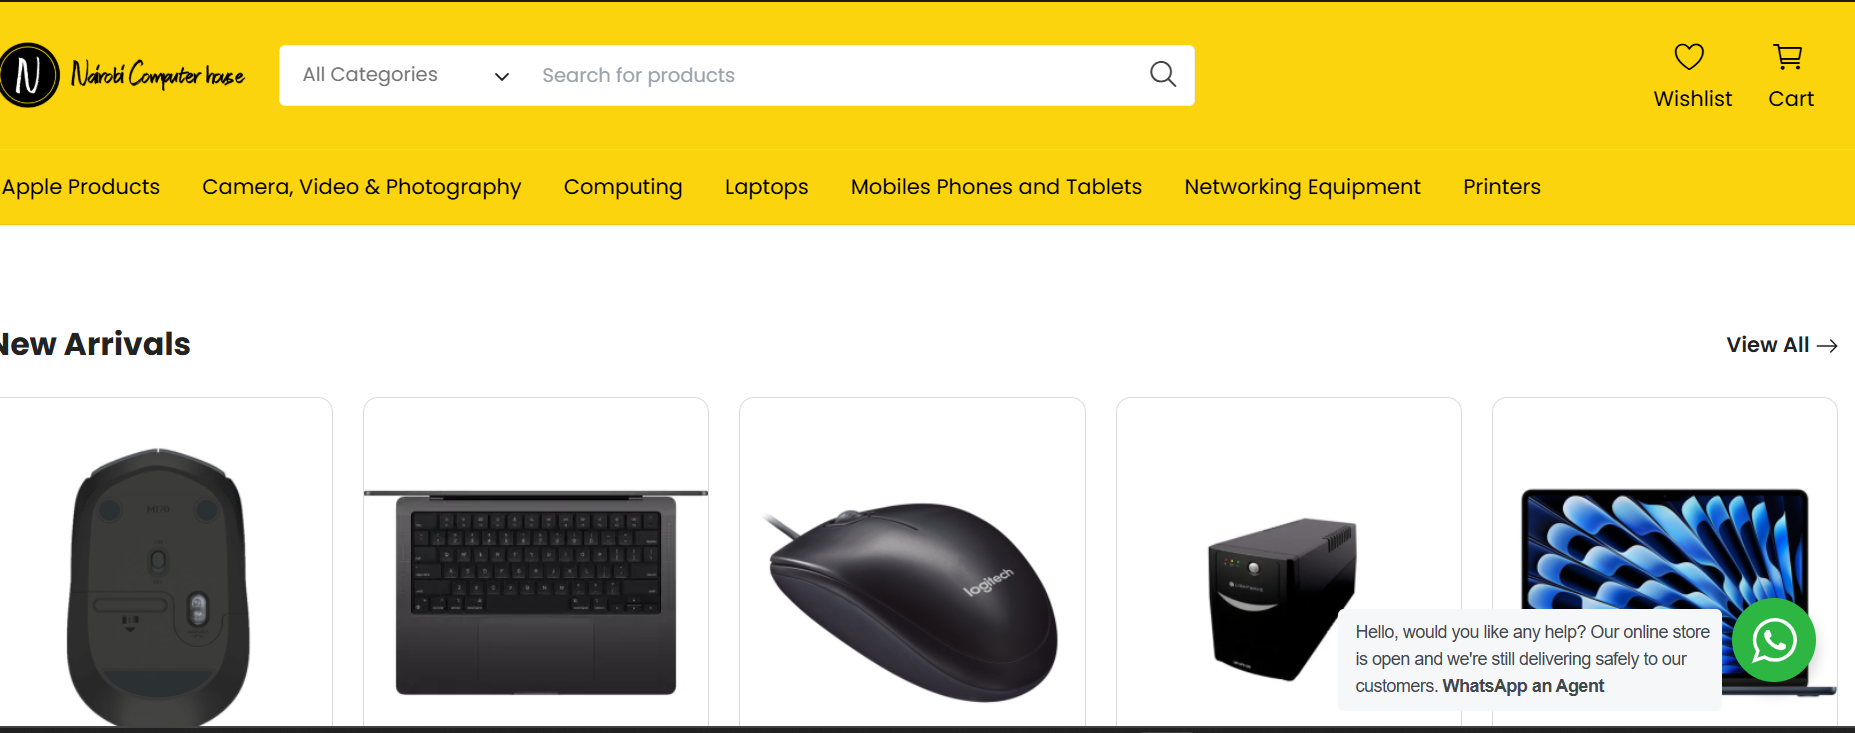 N Nairobi Computer house
All Categories
Search for products
Wishlist
Cart
Apple Products
Camera, Video & Photography
Computing
Laptops
Mobiles Phones and Tablets
Networking Equipment
Printers
New Arrivals
View All
M170
logitech
Hello, would you like any help? Our online store
is open and we're still delivering safely to our
customers. WhatsApp an Agent